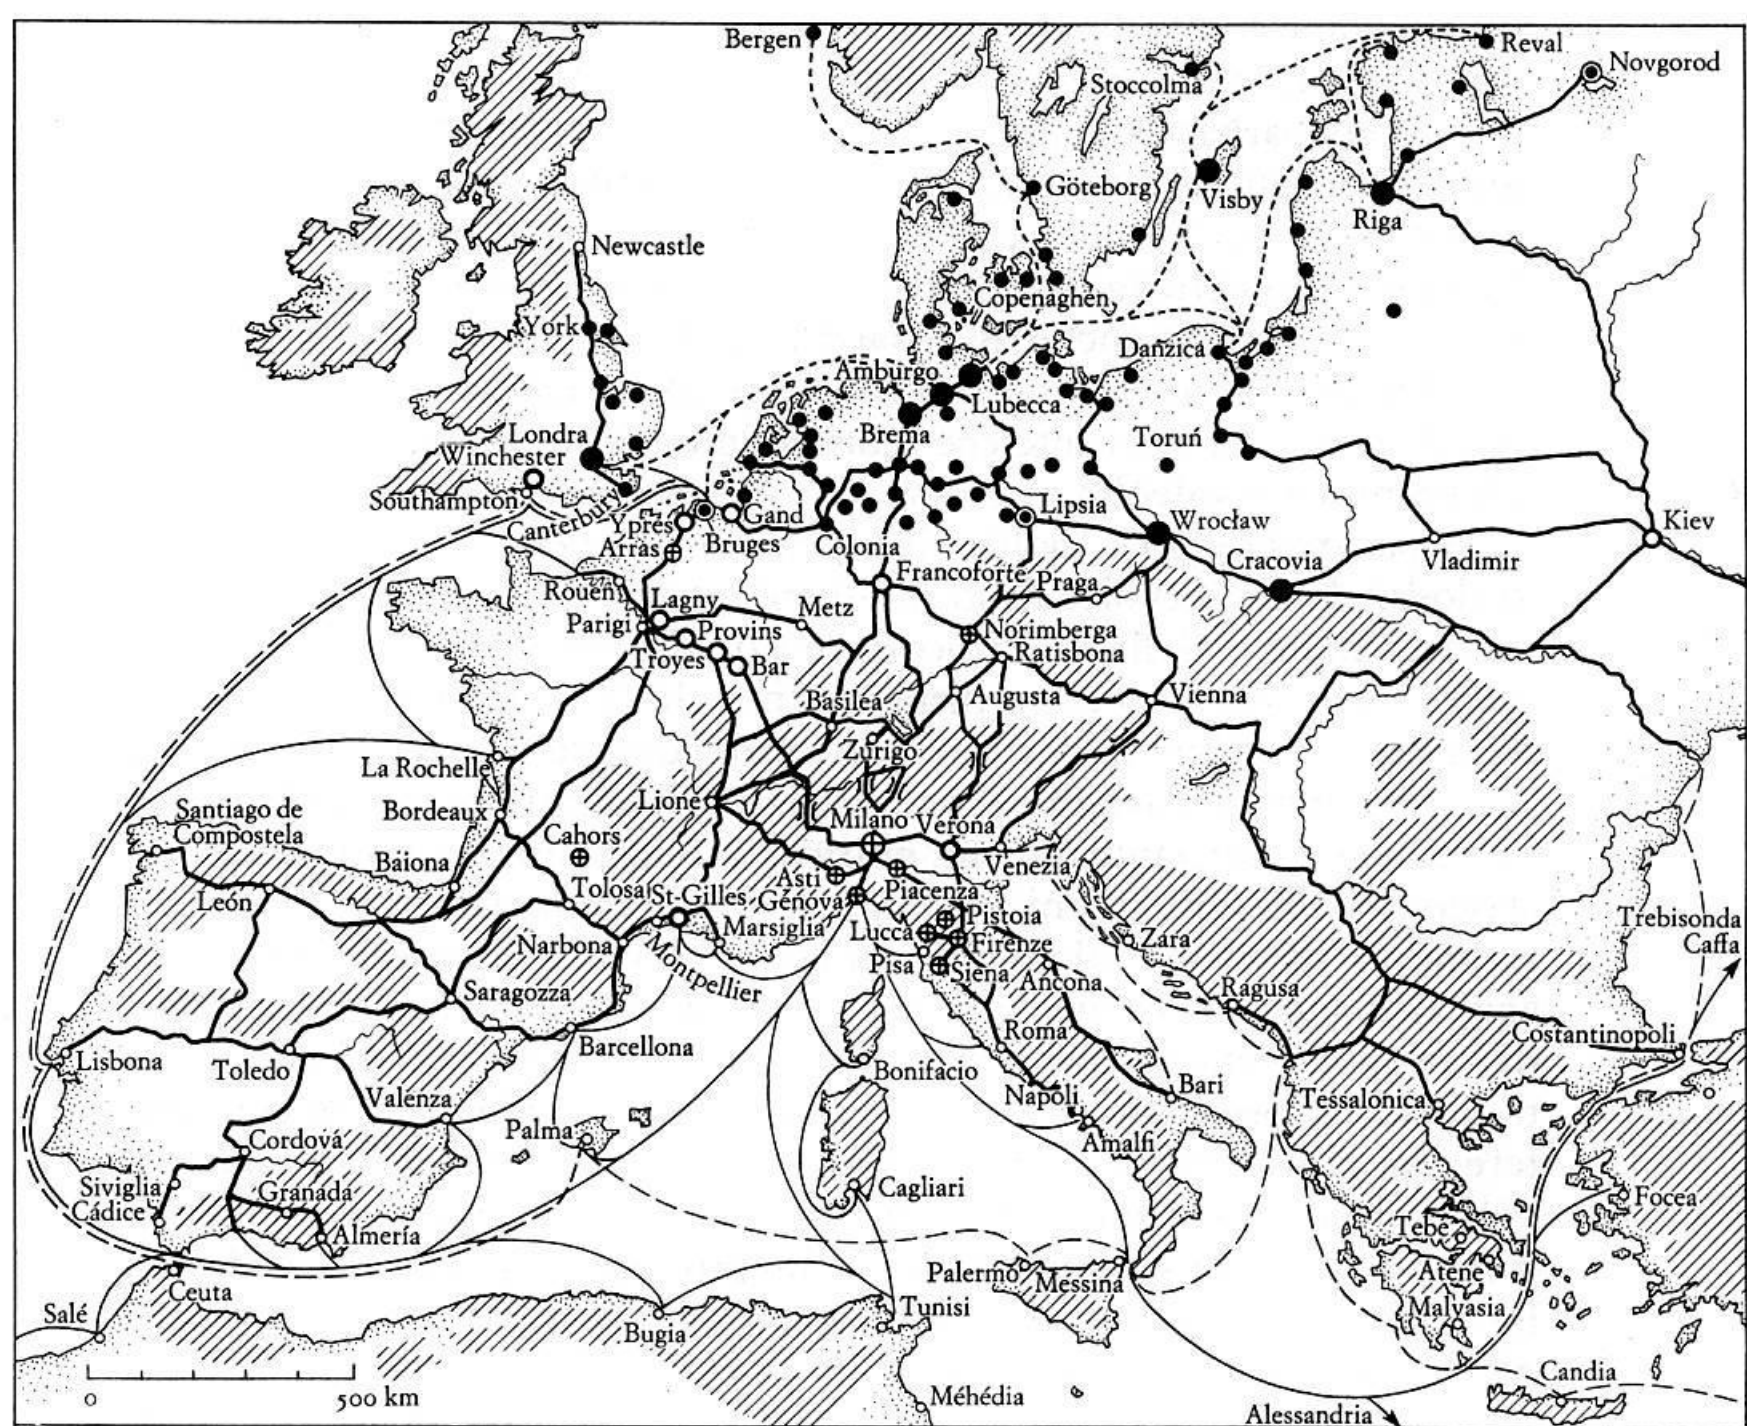 Bergen
Reval
Novgorod
Stoccolma
Göteborg
Visby
Riga
Newcastle
Copenaghen
York
Danzica
Amburgo
Lubecca
Londra
Brema
Toruń
Winchester
Southampton
Canterbury
Ypres
Gand
Lipsia
Wrocław
Kiev
Arras
Bruges
Colonia
Cracovia
Vladimir
Francoforte
Praga
Rouen
Lagny
Metz
Parigi
Provins
Norimberga
Troyes
Bar
Ratisbona
Basilea
Augusta
Vienna
Zurigo
La Rochelle
Lione
Santiago de
Compostela
Bordeaux
Milano
Verona
Cahors
Baiona
Venezia
León
Tolosa
St-Gilles
Asti
Genova
Piacenza
Pistoia
Trebisonda
Caffa
Narbona
Marsiglia
Lucca
Firenze
Zara
Montpellier
Pisa
Siena
Ancona
Saragozza
Ragusa
Roma
Costantinopoli
Lisbona
Toledo
Barcellona
Bonifacio
Valenza
Napoli
Bari
Tessalonica
Palma
Amalfi
Cordova
Siviglia
Granada
Cagliari
Focea
Cádice
Almería
Tebe
Palermo
Messina
Atene
Ceuta
Salé
Tunisi
Malvasia
Bugia
Candia
0 500 km
Méhédia
Alessandria